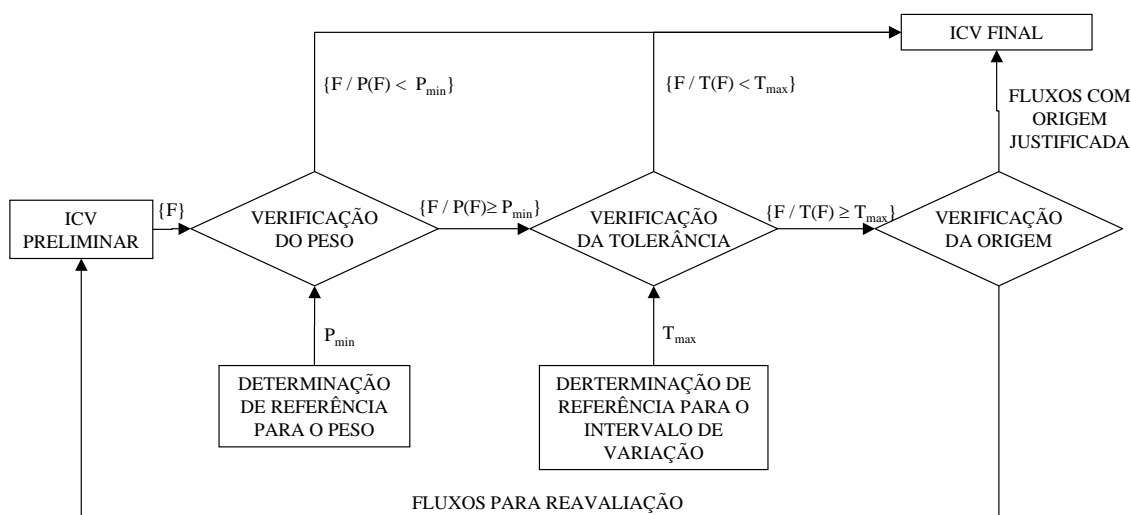 ICV FINAL
{F / P(F) < P_min}
{F / T(F) < T_max}
FLUXOS COM
ORIGEM
JUSTIFICADA
ICV
PRELIMINAR
{F}
VERIFICAÇÃO
DO PESO
{F / P(F)≥ P_min}
VERIFICAÇÃO
DA TOLERÂNCIA
{F / T(F) ≥ T_max}
VERIFICAÇÃO
DA ORIGEM
P_min
T_max
DETERMINAÇÃO
DE REFERÊNCIA
PARA O PESO
DERTERMINAÇÃO DE
REFERÊNCIA PARA O
INTERVALO DE
VARIAÇÃO
FLUXOS PARA REAVALIAÇÃO